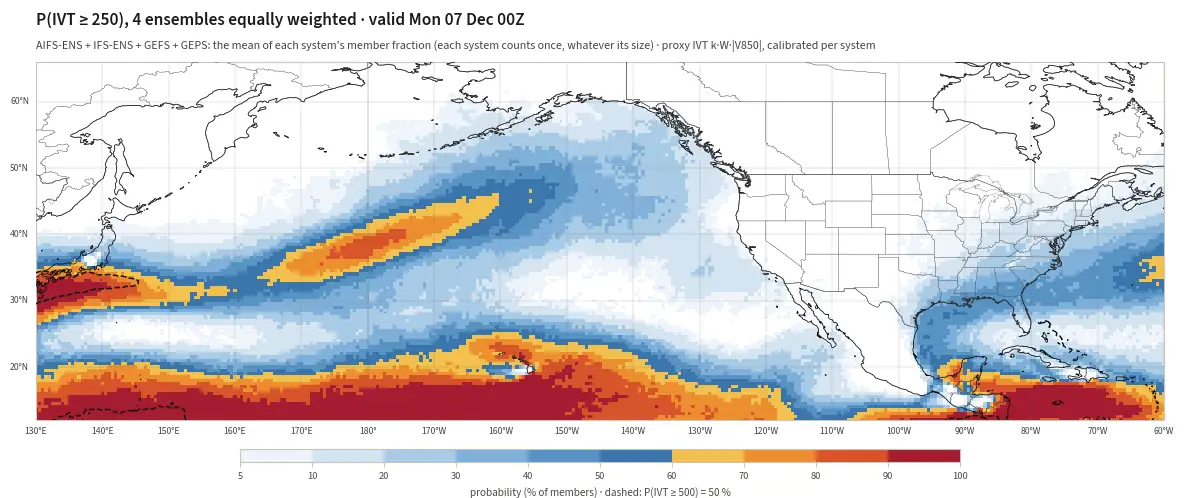 P(IVT ≥ 250), 4 ensembles equally weighted · valid Mon 07 Dec 00Z
AIFS-ENS + IFS-ENS + GEFS + GEPS: the mean of each system's member fraction (each system counts once, whatever its size) · proxy IVT k·W·|V850|, calibrated per system
60°N
50°N
40°N
30°N
20°N
130°E 140°E 150°E 160°E 170°E 180° 170°W 160°W 150°W 140°W 130°W 120°W 110°W 100°W 90°W 80°W 70°W 60°W
5 10 20 30 40 50 60 70 80 90 100
probability (% of members) · dashed: P(IVT ≥ 500) = 50 %